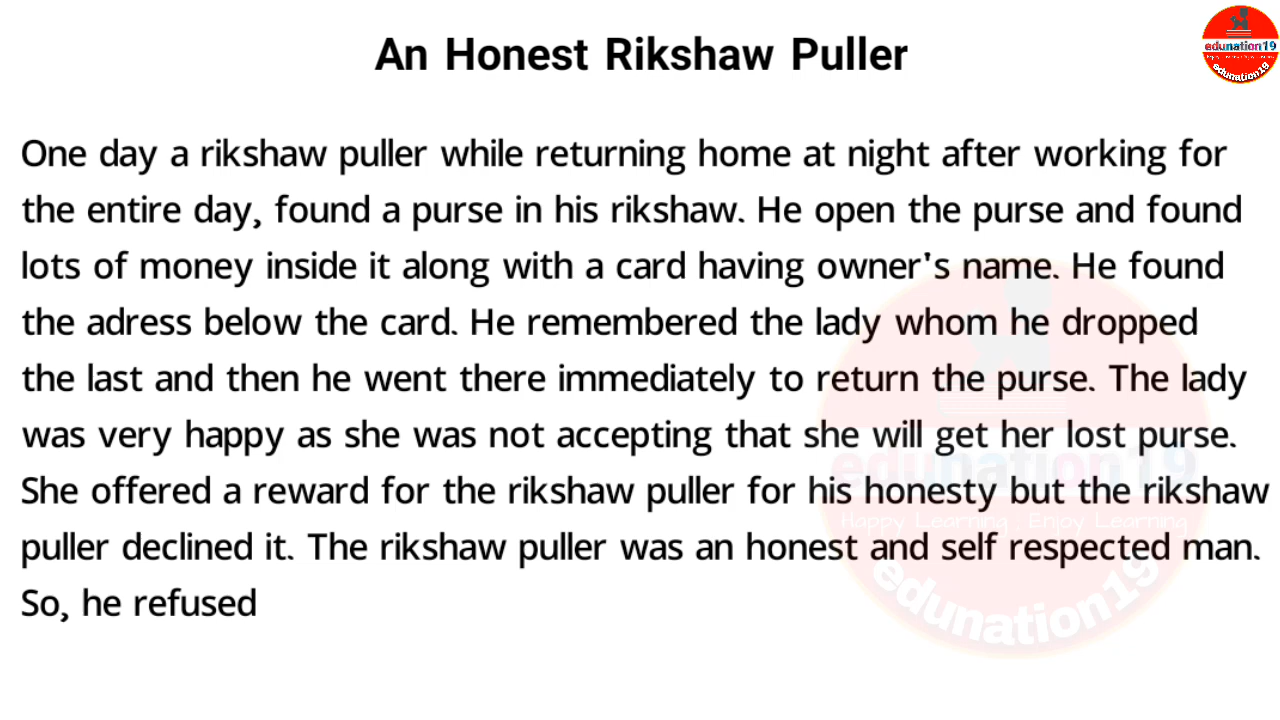 An Honest Rikshaw Puller
edunation19
edunation19
One day a rikshaw puller while returning home at night after working for
the entire day, found a purse in his rikshaw. He open the purse and found
lots of money inside it along with a card having owner's name. He found
the adress below the card. He remembered the lady whom he dropped
the last and then he went there immediately to return the purse. The lady
was very happy as she was not accepting that she will get her lost purse.
She offered a reward for the rikshaw puller for his honesty but the rikshaw
puller declined it. The rikshaw puller was an honest and self respected man.
So, he refused
edunation19
Happy Learning : Enjoy Learning
edunation19